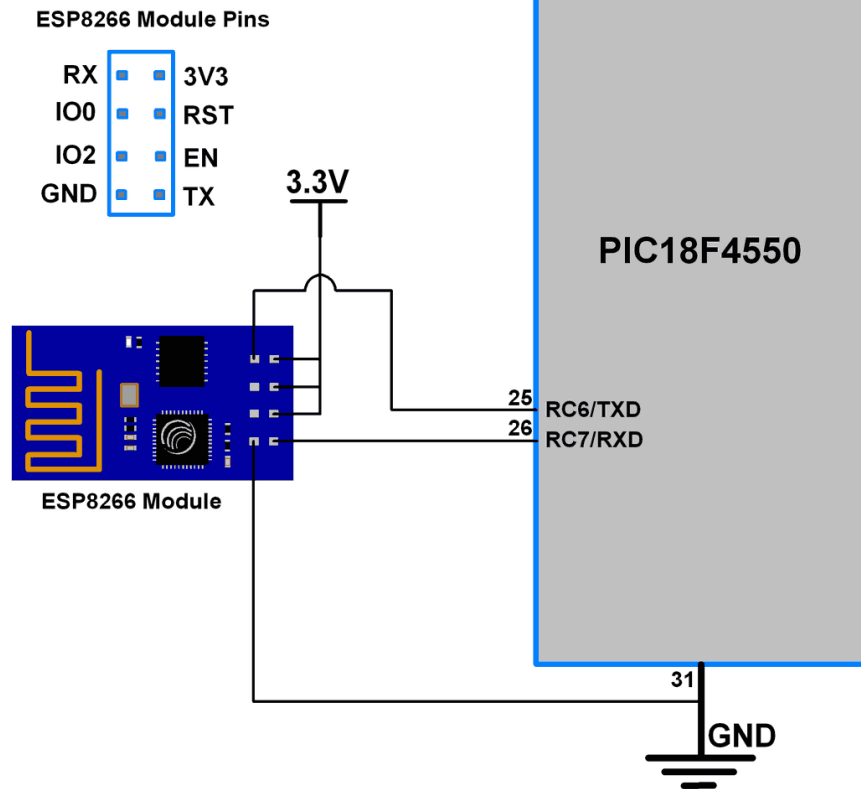 ESP8266 Module Pins
RX 3V3
IO0 RST
IO2 EN
GND TX
3.3V
PIC18F4550
25 RC6/TXD
26 RC7/RXD
ESP8266 Module
31
GND